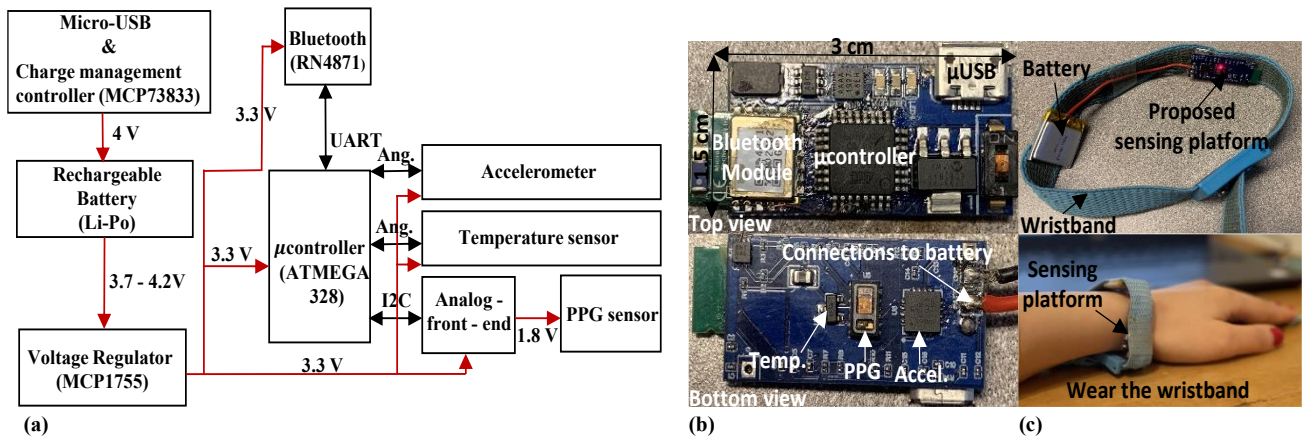 Micro-USB
&
Charge management
controller (MCP73833)
4 V
Rechargeable
Battery
(Li-Po)
3.7 - 4.2V
Voltage Regulator
(MCP1755)
Bluetooth
(RN4871)
3.3 V
UART
3.3 V
μcontroller
(ATMEGA
328)
Ang.
Accelerometer
Ang.
Temperature sensor
I2C
Analog -
front - end
1.8 V
PPG sensor
3.3 V
(a)
3 cm
1.5 cm
μUSB
Bluetooth
Module
μcontroller
Top view
Connections to battery
Temp.
PPG
Accel.
Bottom view
(b)
Battery
Proposed
sensing platform
Wristband
Sensing
platform
Wear the wristband
(c)